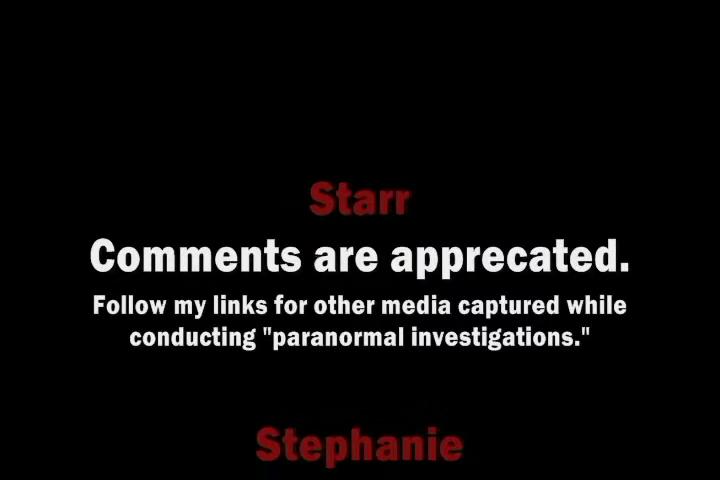 Starr
Comments are apprecated.
Follow my links for other media captured while
conducting "paranormal investigations."
Stephanie